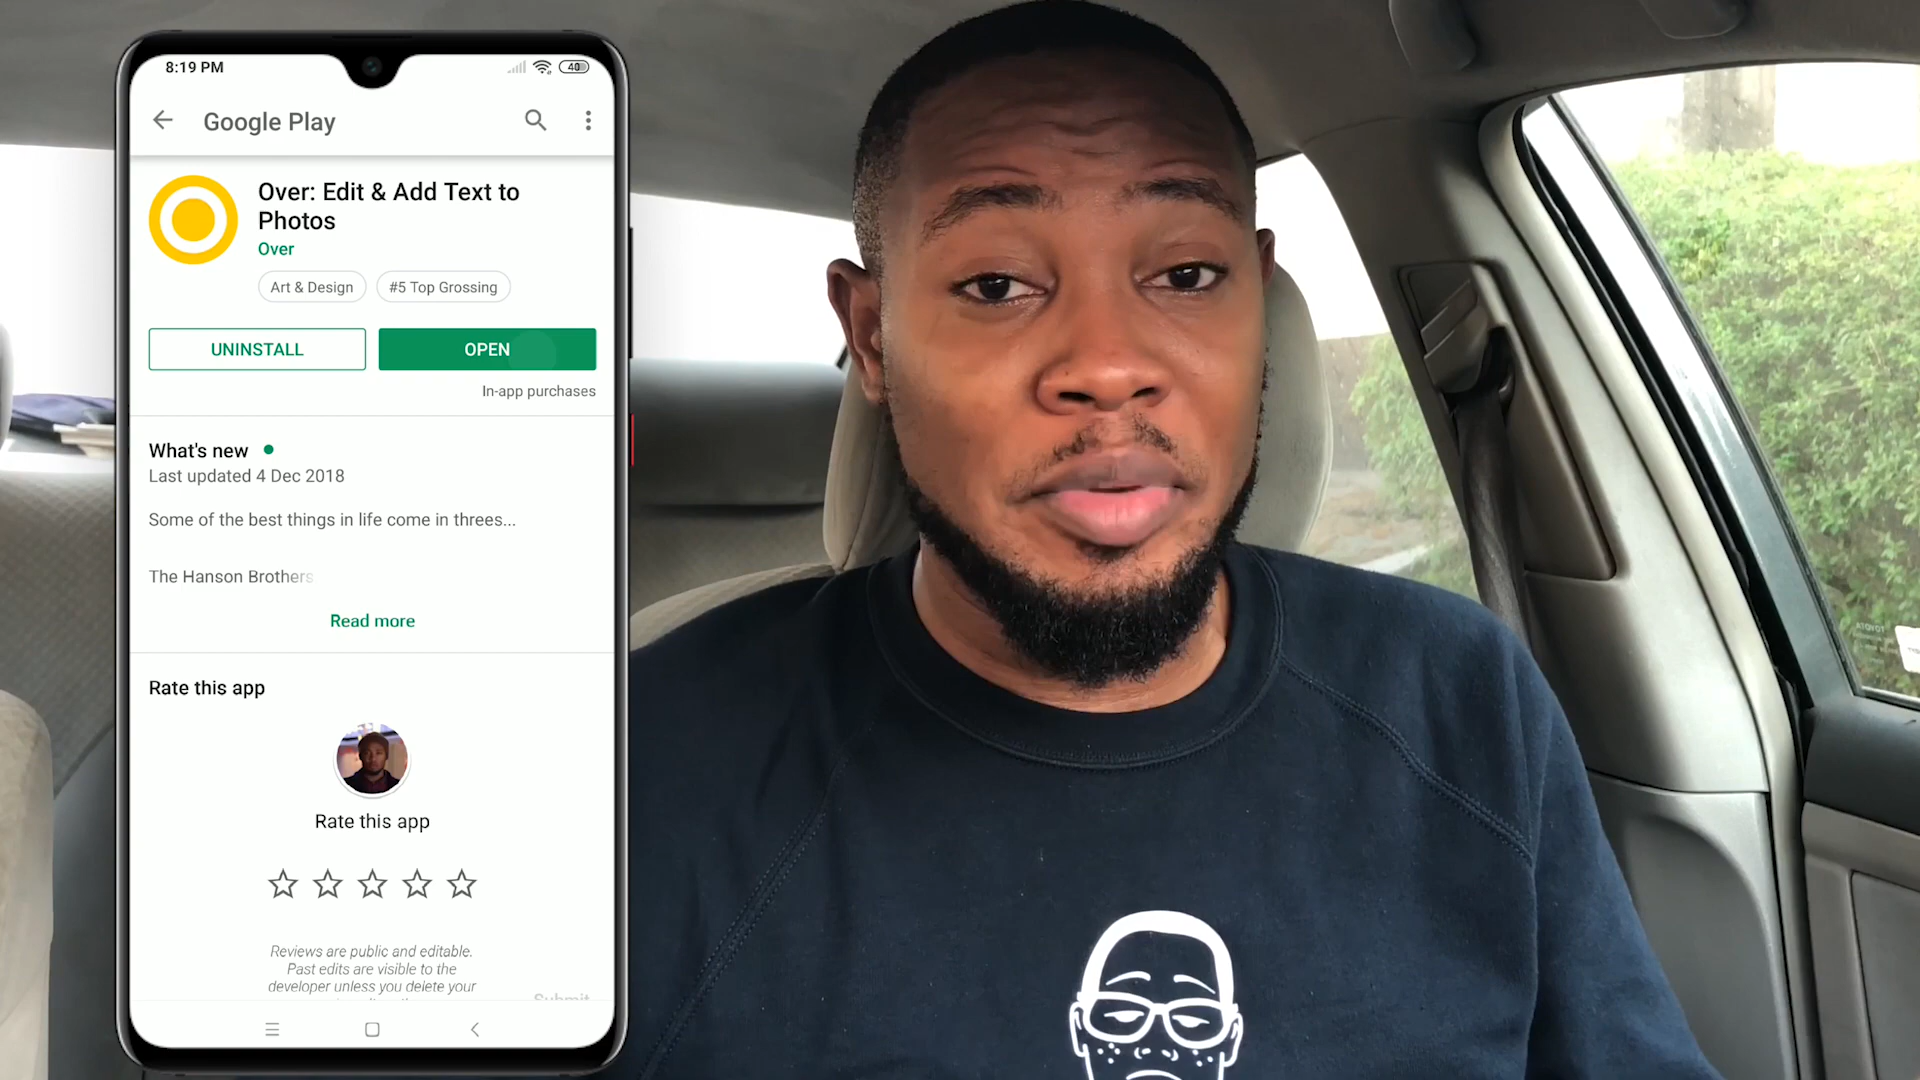 8:19 PM
40
Google Play
Over: Edit & Add Text to
Photos
Over
Art & Design
#5 Top Grossing
UNINSTALL
OPEN
In-app purchases
What's new
Last updated 4 Dec 2018
Some of the best things in life come in threes...
The Hanson Brothers
Read more
Rate this app
Rate this app
Reviews are public and editable.
Past edits are visible to the
developer unless you delete your
Submit
TOYOTA